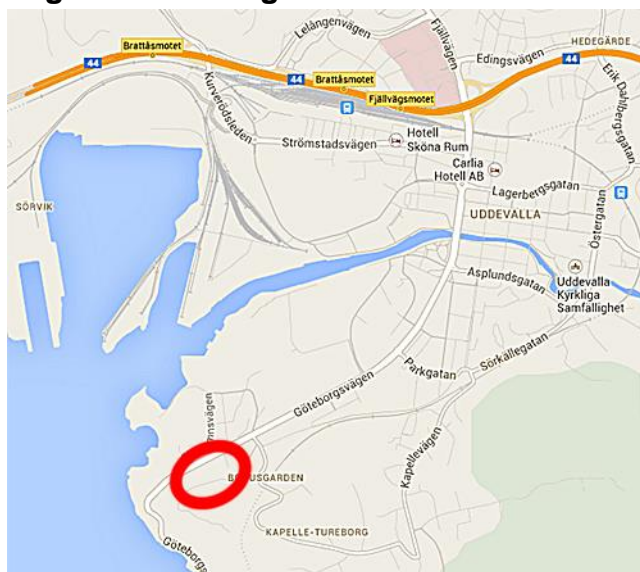 Lelångenvägen
Fjällvägen
44
Brattåsmotet
HEDEGÄRDE
Edingsvägen
44
44
Brattåsmotet
Fjällvägsmotet
Erik Dahlbergsgatan
Kurverödsleden
Hotell
Sköna Rum
Strömstadsvägen
Carlia
Hotell AB
Lagerbergsgatan
SÖRVIK
UDDEVALLA
Östergatan
Asplundsgatan
Uddevalla
Kyrkliga
Samfällighet
Sörkällegatan
Parkgatan
Göteborgsvägen
Kapellevägen
KAPELLE-TUREBORG